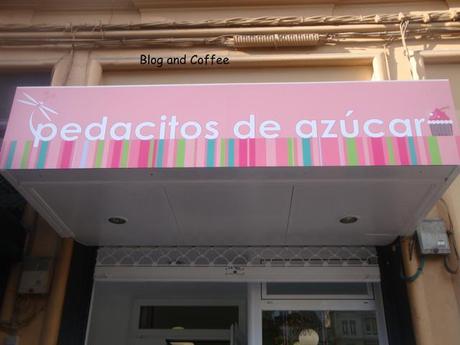 Blog and Coffee
pedacitos de azúcar